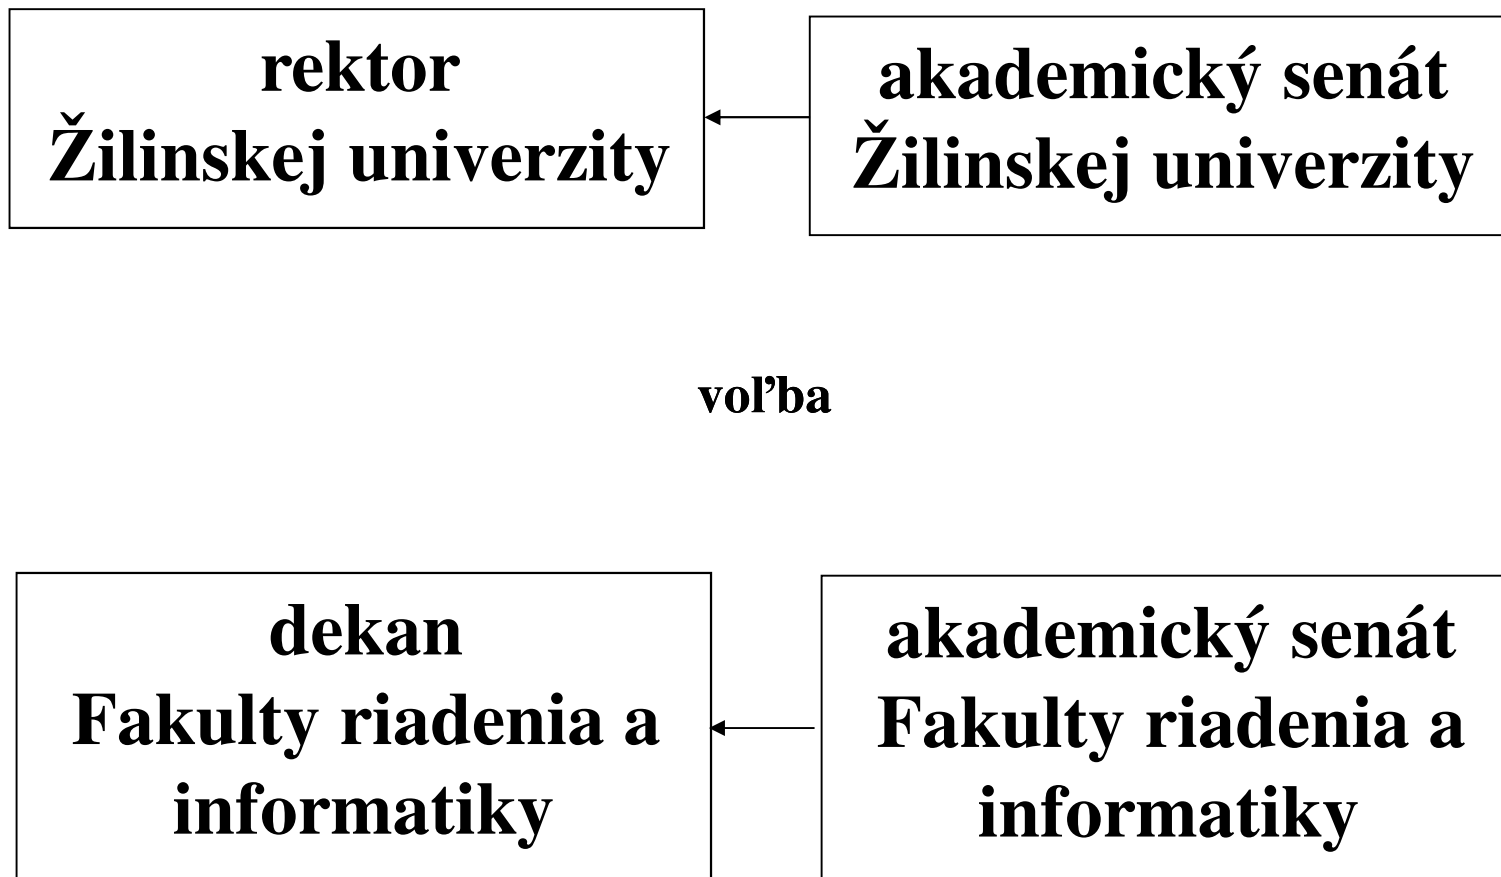 rektor
Žilinskej univerzity
akademický senát
Žilinskej univerzity
voľba
dekan
Fakulty riadenia a
informatiky
akademický senát
Fakulty riadenia a
informatiky